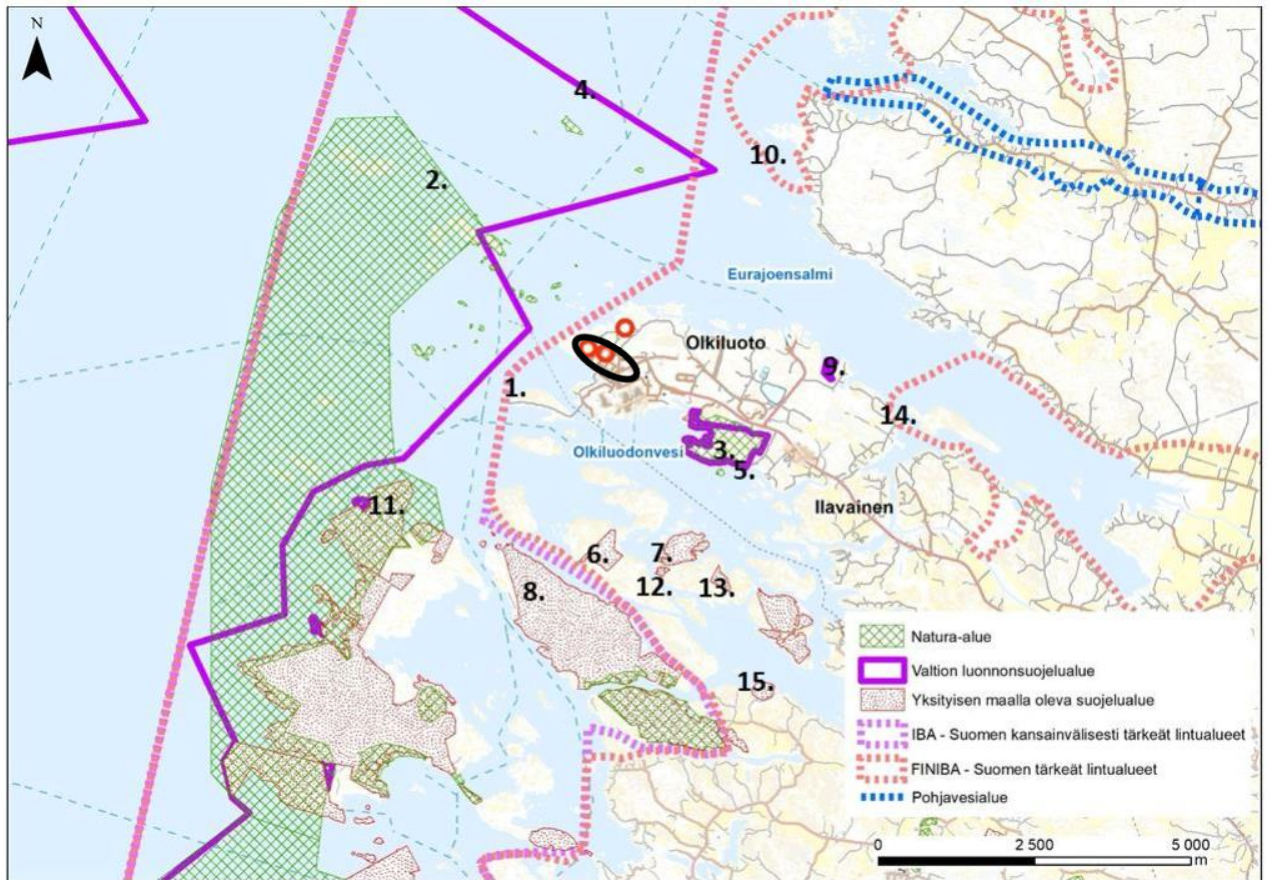 N
4.
10.
2.
Eurajoensalmi
Olkiluoto
9.
1.
14.
3.
Olkiluodonvesi
5.
11.
Ilavainen
6.
7.
8.
12.
13.
15.
Natura-alue
Valtion luonnonsuojelualue
Yksityisen maalla oleva suojelualue
IBA - Suomen kansainvälisesti tärkeät lintualueet
FINIBA - Suomen tärkeät lintualueet
Pohjavesialue
0 2 500 5 000
m